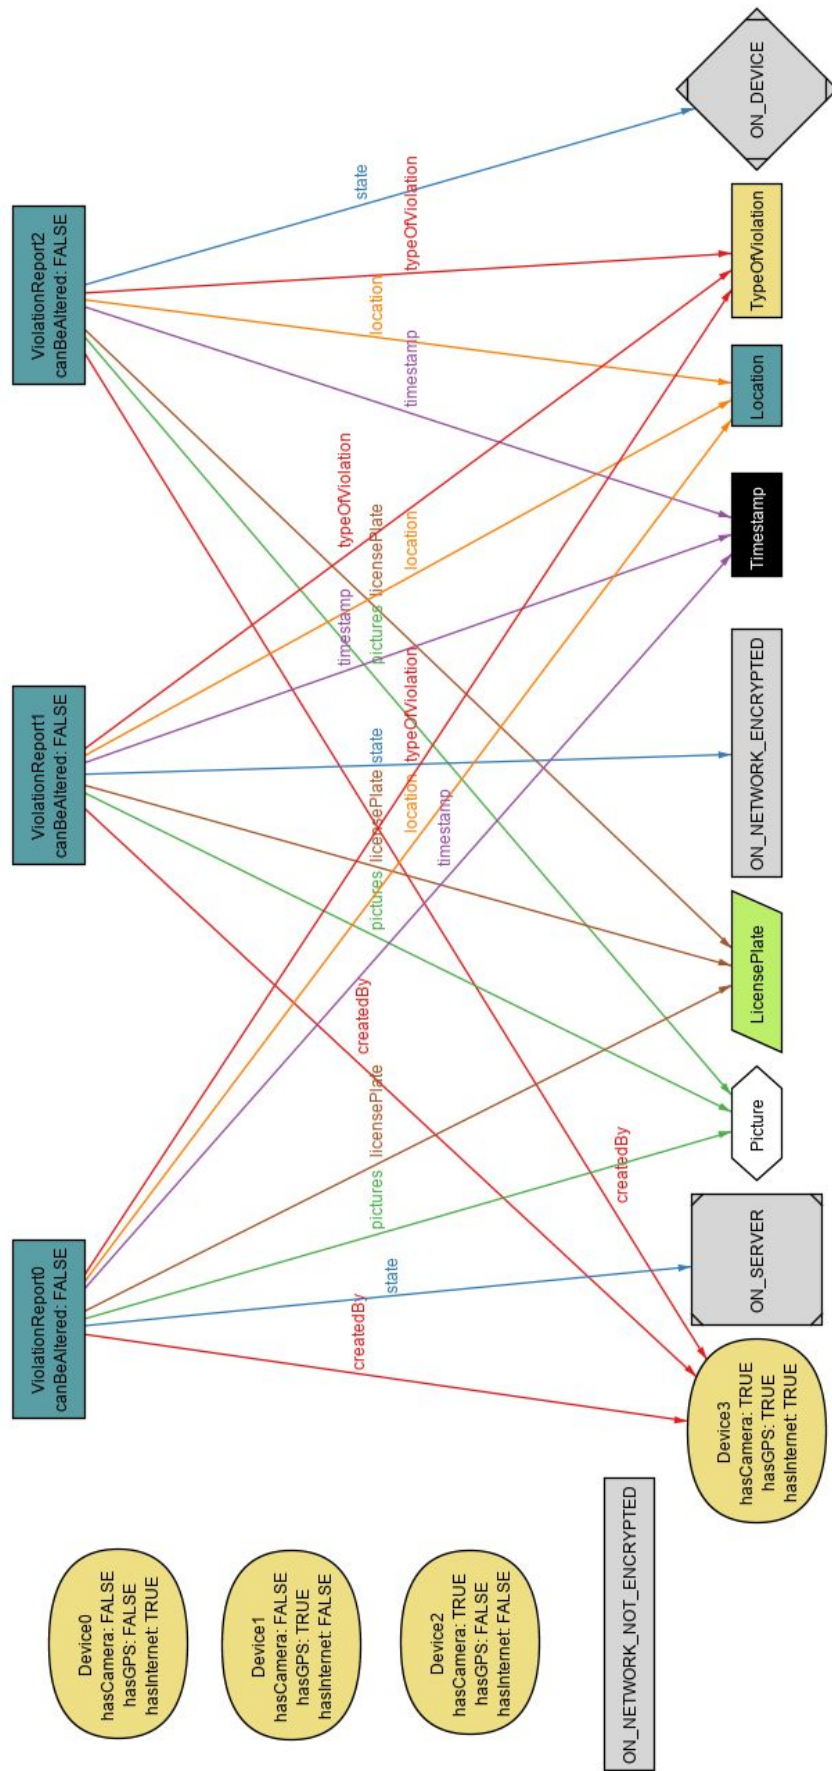 ViolationReport0
canBeAltered: FALSE
ViolationReport1
canBeAltered: FALSE
ViolationReport2
canBeAltered: FALSE
Device0
hasCamera: FALSE
hasGPS: FALSE
hasInternet: TRUE
Device1
hasCamera: FALSE
hasGPS: TRUE
hasInternet: FALSE
Device2
hasCamera: TRUE
hasGPS: FALSE
hasInternet: FALSE
createdBy
state
pictures
licensePlate
createdBy
pictures
licensePlate
state
location
typeOfViolation
timestamp
timestamp
typeOfViolation
pictures
licensePlate
location
createdBy
timestamp
location
state
typeOfViolation
ON_NETWORK_NOT_ENCRYPTED
Device3
hasCamera: TRUE
hasGPS: TRUE
hasInternet: TRUE
ON_SERVER
Picture
LicensePlate
ON_NETWORK_ENCRYPTED
Timestamp
Location
TypeOfViolation
ON_DEVICE